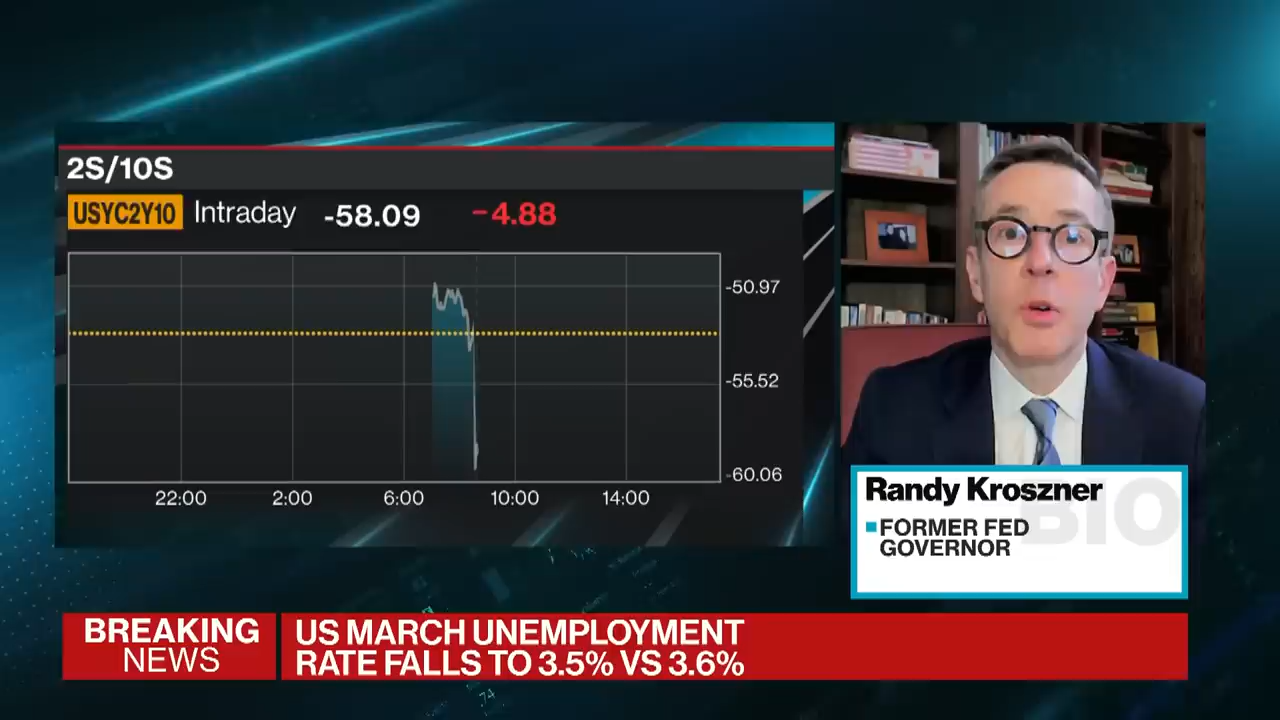 2S/10S
USYC2Y10 Intraday -58.09 -4.88
-50.97
-55.52
-60.06
22:00 2:00 6:00 10:00 14:00
Randy Kroszner
BIO
FORMER FED
GOVERNOR
BREAKING
NEWS
US MARCH UNEMPLOYMENT
RATE FALLS TO 3.5% VS 3.6%